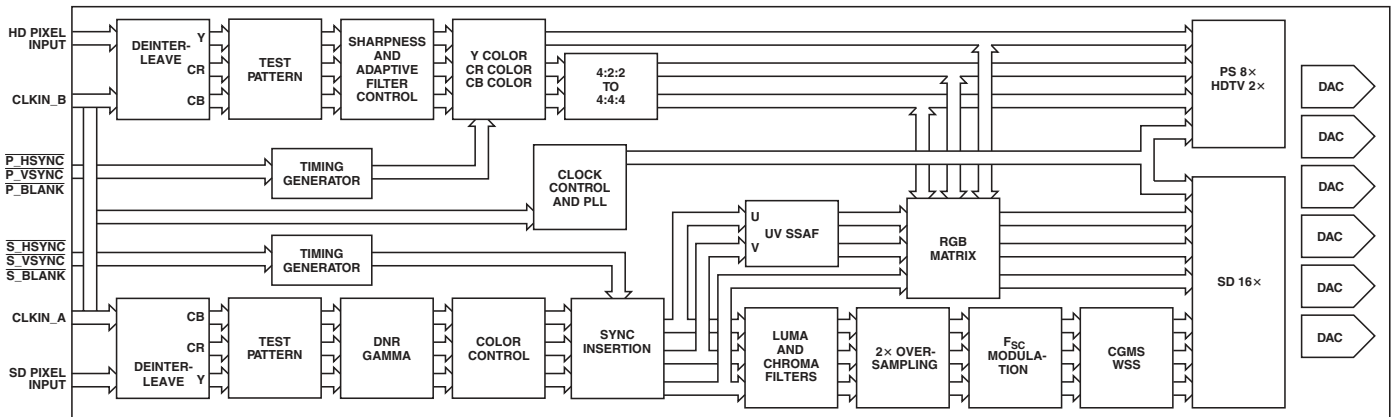 HD PIXEL
INPUT
CLKIN_B
P_HSYNC
P_VSYNC
P_BLANK
S_HSYNC
S_VSYNC
S_BLANK
CLKIN_A
SD PIXEL
INPUT
DEINTER-
LEAVE
Y
CR
CB
TEST
PATTERN
SHARPNESS
AND
ADAPTIVE
FILTER
CONTROL
Y COLOR
CR COLOR
CB COLOR
4:2:2
TO
4:4:4
PS 8×
HDTV 2×
TIMING
GENERATOR
CLOCK
CONTROL
AND PLL
TIMING
GENERATOR
U
V
UV SSAF
RGB
MATRIX
SD 16×
DEINTER-
LEAVE
CB
CR
Y
TEST
PATTERN
DNR
GAMMA
COLOR
CONTROL
SYNC
INSERTION
LUMA
AND
CHROMA
FILTERS
2× OVER-
SAMPLING
FSC
MODULA-
TION
CGMS
WSS
DAC
DAC
DAC
DAC
DAC
DAC